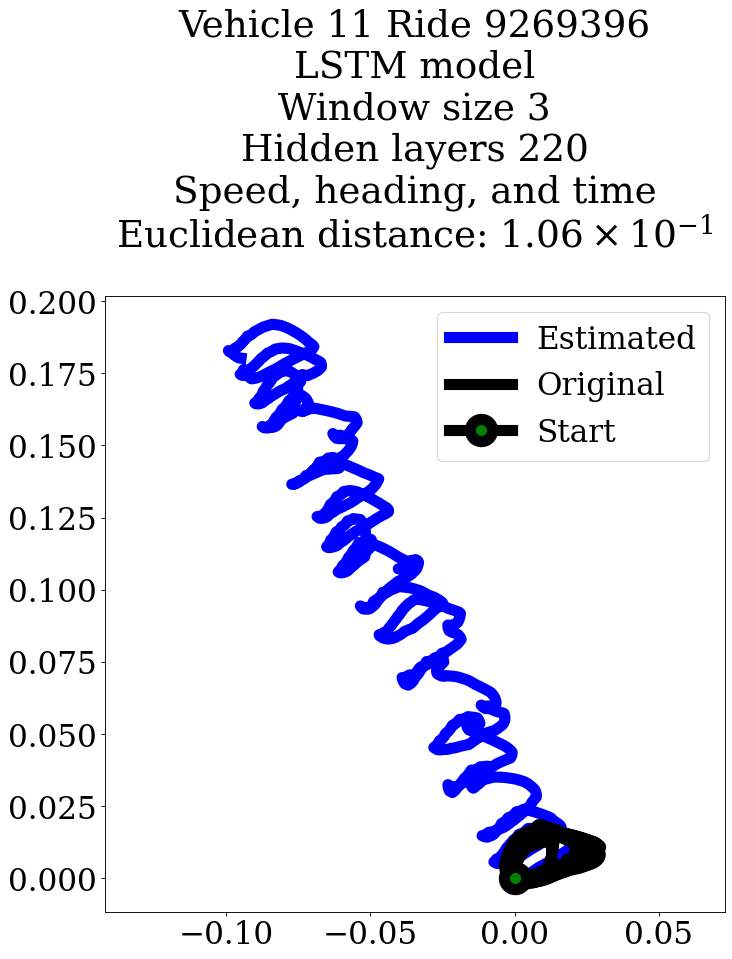 Vehicle 11 Ride 9269396
LSTM model
Window size 3
Hidden layers 220
Speed, heading, and time
Euclidean distance: 1.06 × 10⁻¹
Estimated
Original
Start
0.200
0.175
0.150
0.125
0.100
0.075
0.050
0.025
0.000
−0.10 −0.05 0.00 0.05